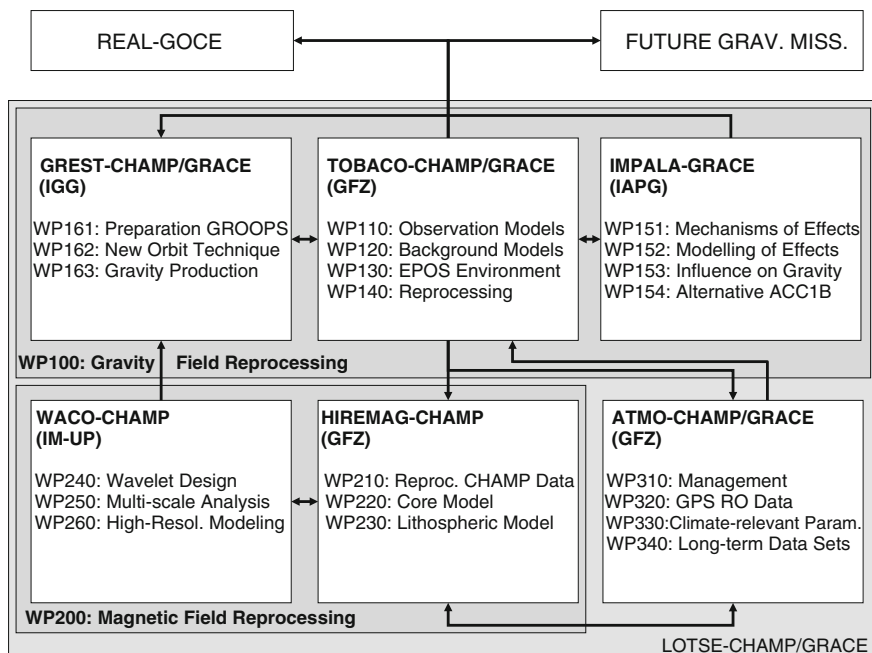 REAL-GOCE
FUTURE GRAV. MISS.
GREST-CHAMP/GRACE
(IGG)
WP161: Preparation GROOPS
WP162: New Orbit Technique
WP163: Gravity Production
TOBACO-CHAMP/GRACE
(GFZ)
WP110: Observation Models
WP120: Background Models
WP130: EPOS Environment
WP140: Reprocessing
IMPALA-GRACE
(IAPG)
WP151: Mechanisms of Effects
WP152: Modelling of Effects
WP153: Influence on Gravity
WP154: Alternative ACC1B
WP100: Gravity Field Reprocessing
WACO-CHAMP
(IM-UP)
WP240: Wavelet Design
WP250: Multi-scale Analysis
WP260: High-Resol. Modeling
HIREMAG-CHAMP
(GFZ)
WP210: Reproc. CHAMP Data
WP220: Core Model
WP230: Lithospheric Model
ATMO-CHAMP/GRACE
(GFZ)
WP310: Management
WP320: GPS RO Data
WP330:Climate-relevant Param.
WP340: Long-term Data Sets
WP200: Magnetic Field Reprocessing
LOTSE-CHAMP/GRACE